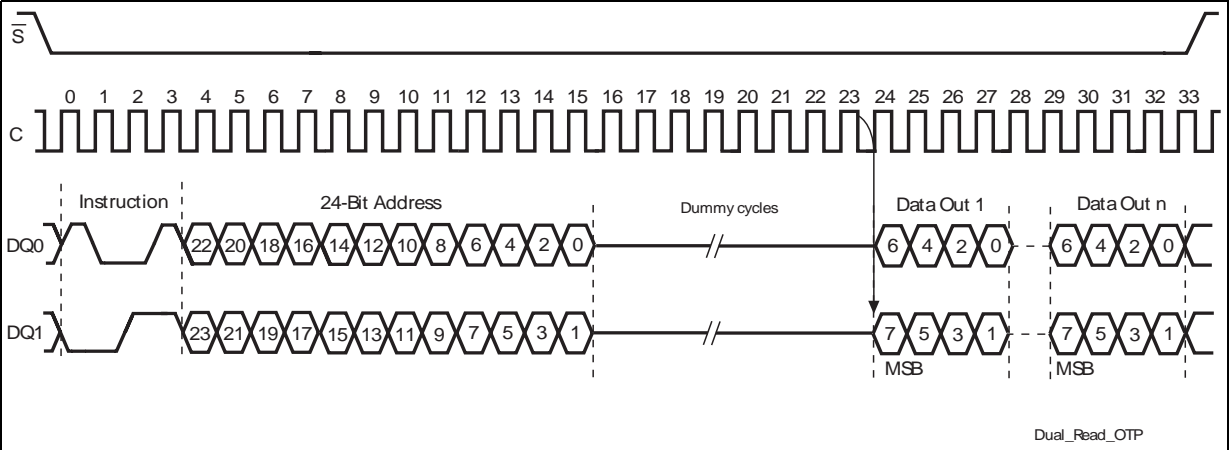 S
0 1 2 3 4 5 6 7 8 9 10 11 12 13 14 15 16 17 18 19 20 21 22 23 24 25 26 27 28 29 30 31 32 33
C
Instruction 24-Bit Address Dummy cycles Data Out 1 Data Out n
DQ0 22 20 18 16 14 12 10 8 6 4 2 0 6 4 2 0 6 4 2 0
DQ1 23 21 19 17 15 13 11 9 7 5 3 1 7 5 3 1 7 5 3 1
MSB MSB
Dual_Read_OTP